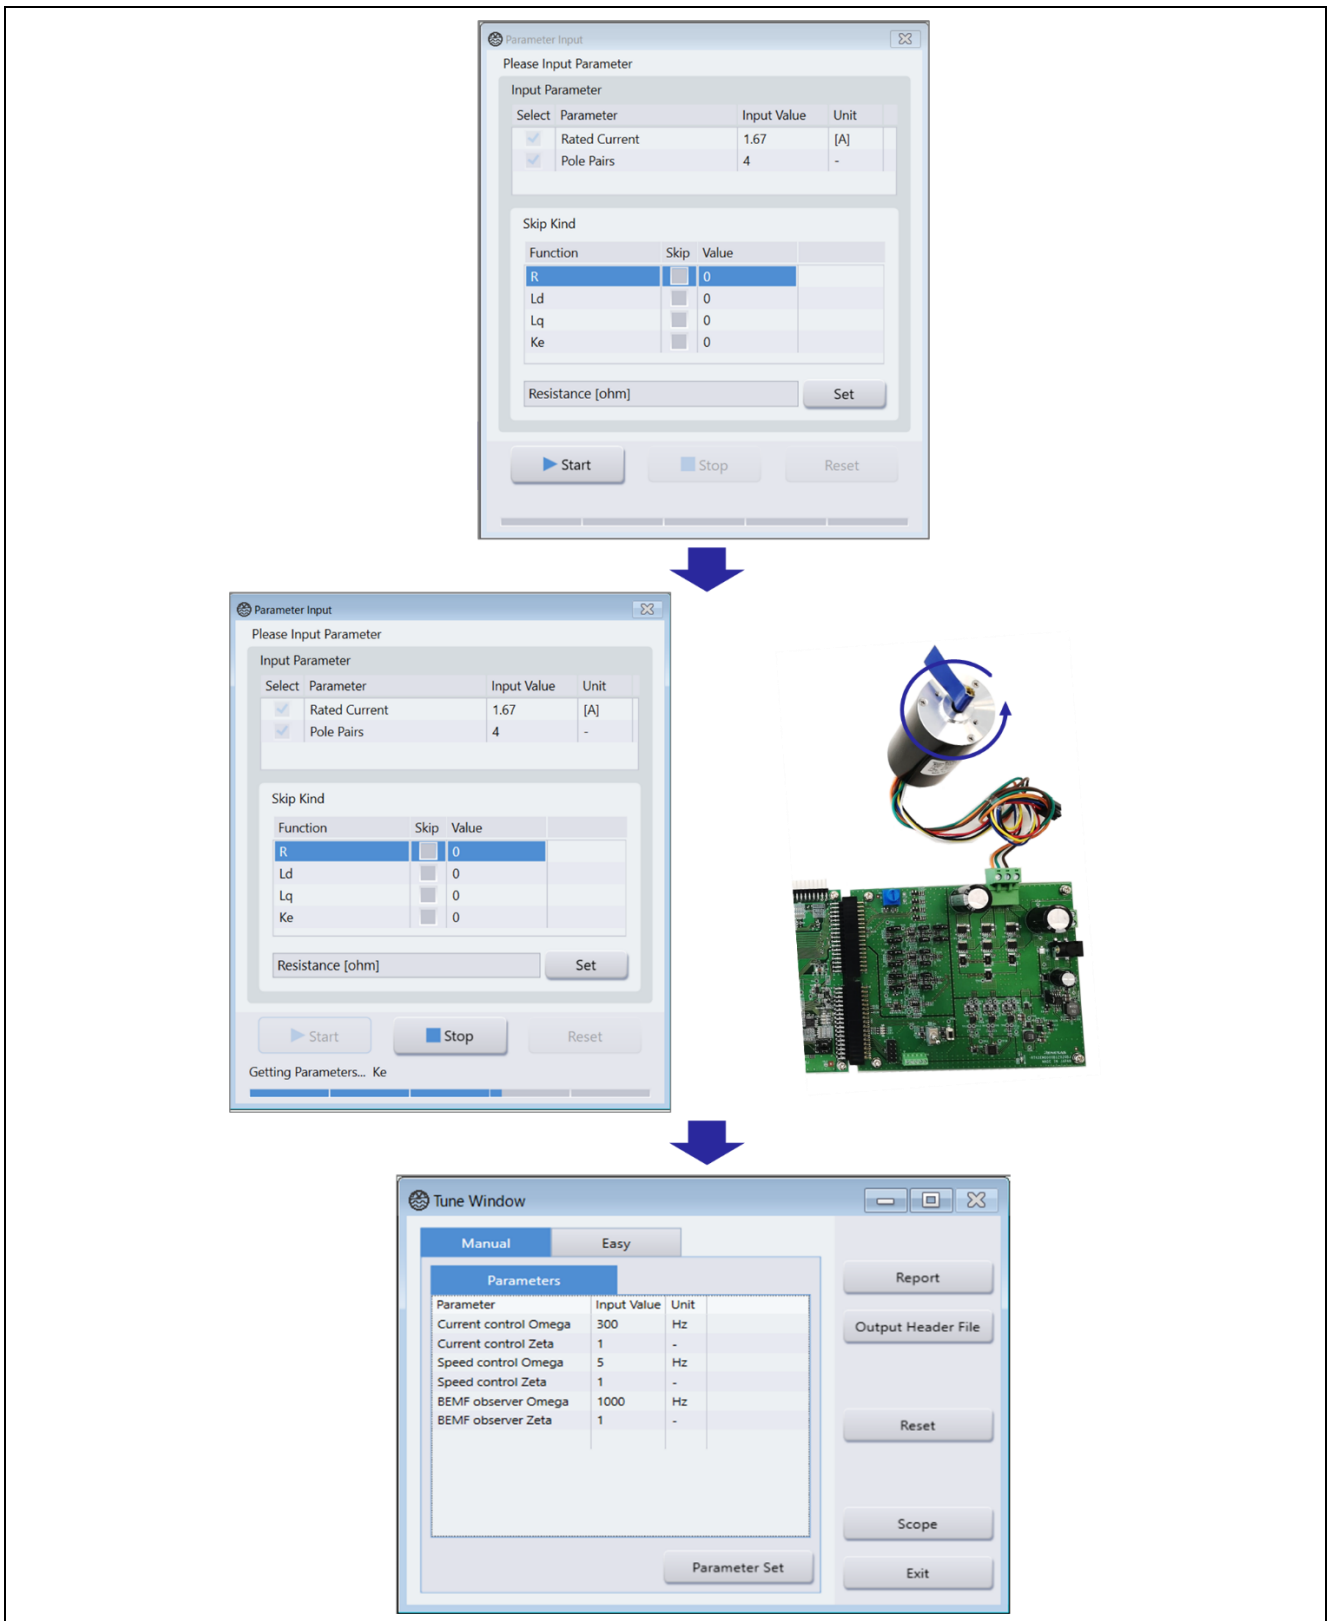 Parameter Input
Please Input Parameter
Input Parameter
Select Parameter Input Value Unit
Rated Current 1.67 [A]
Pole Pairs 4 -
Skip Kind
Function Skip Value
R 0
Ld 0
Lq 0
Ke 0
Resistance [ohm] Set
Start Stop Reset
Parameter Input
Please Input Parameter
Input Parameter
Select Parameter Input Value Unit
Rated Current 1.67 [A]
Pole Pairs 4 -
Skip Kind
Function Skip Value
R 0
Ld 0
Lq 0
Ke 0
Resistance [ohm] Set
Start Stop Reset
Getting Parameters... Ke
Tune Window
Manual Easy
Parameters
Parameter Input Value Unit
Current control Omega 300 Hz
Current control Zeta 1 -
Speed control Omega 5 Hz
Speed control Zeta 1 -
BEMF observer Omega 1000 Hz
BEMF observer Zeta 1 -
Parameter Set
Report
Output Header File
Reset
Scope
Exit